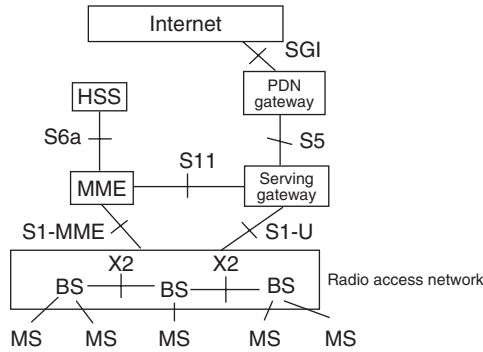 Internet
SGI
PDN
gateway
HSS
S6a
S5
S11
MME
Serving
gateway
S1-MME
S1-U
X2
X2
BS
BS
BS
Radio access network
MS
MS
MS
MS
MS